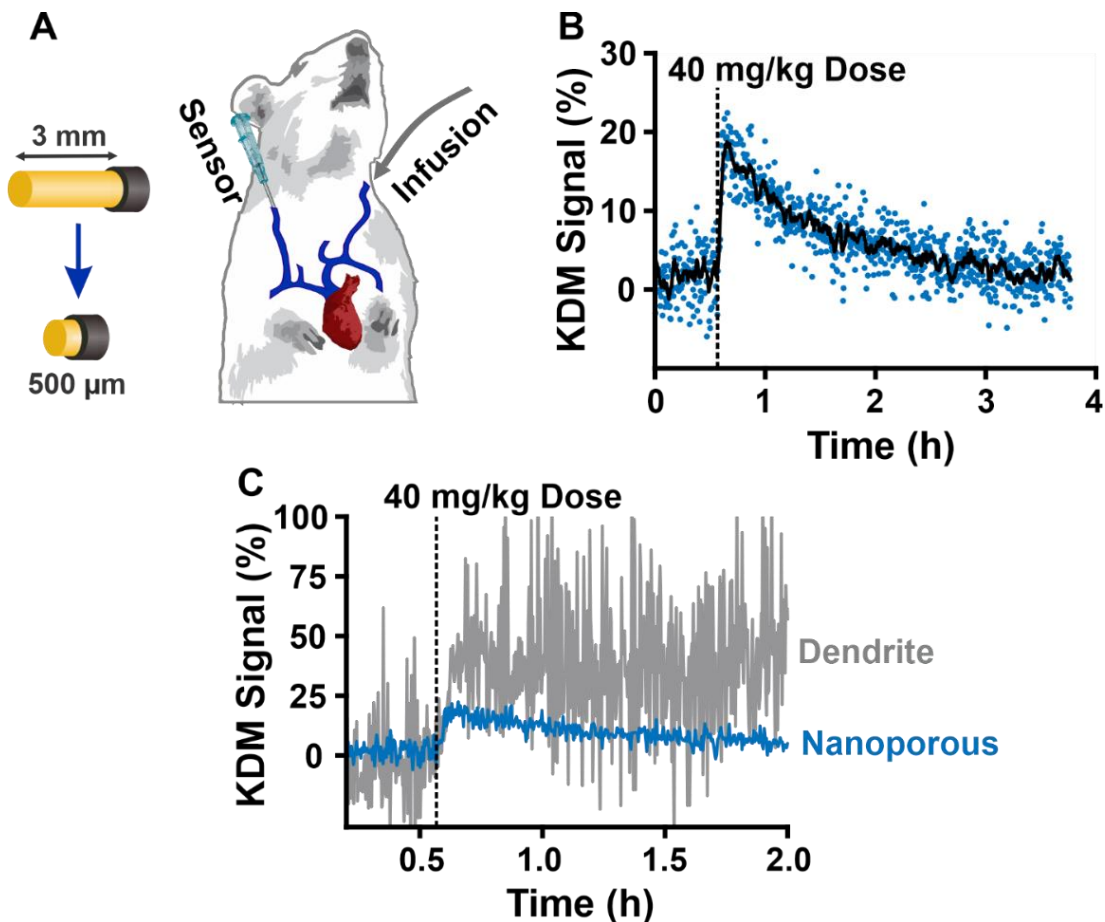 A
3 mm
500 µm
Sensor
Infusion
B
40 mg/kg Dose
KDM Signal (%)
30
20
10
0
0
1
2
3
4
Time (h)
C
40 mg/kg Dose
KDM Signal (%)
100
75
50
25
0
Dendrite
Nanoporous
0.5
1.0
1.5
2.0
Time (h)